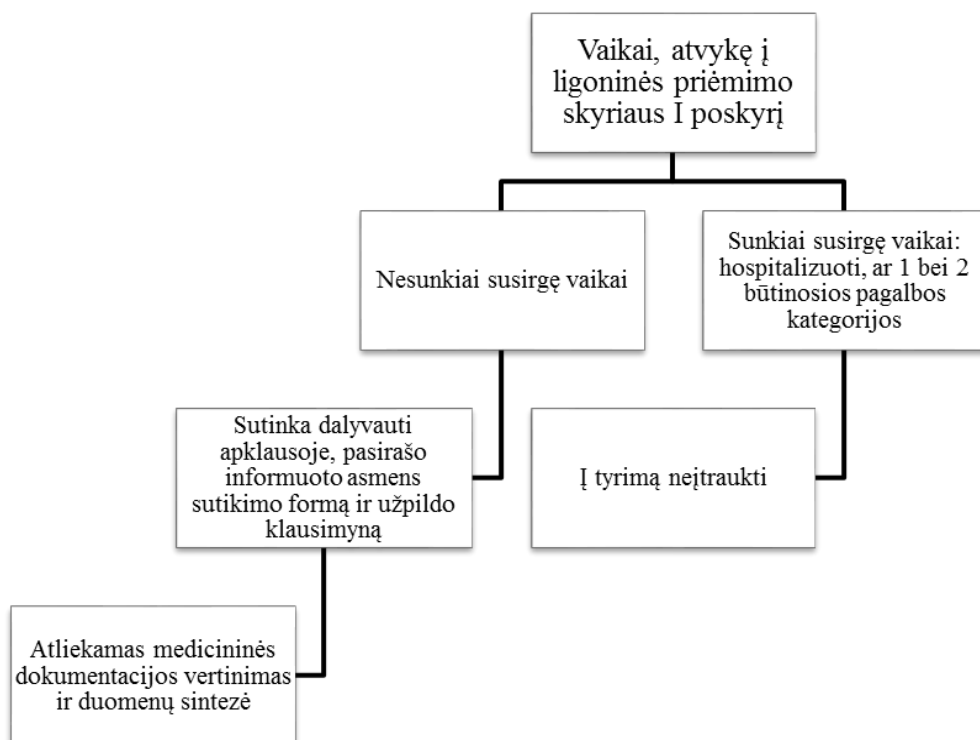 Vaikai, atvykę į
ligoninės priėmimo
skyriaus I poskyrį
Nesunkiai susirgę vaikai
Sunkiai susirgę vaikai:
hospitalizuoti, ar 1 bei 2
būtinosios pagalbos
kategorijos
Sutinka dalyvauti
apklausoje, pasirašo
informuoto asmens
sutikimo formą ir užpildo
klausimyną
Į tyrimą neįtraukti
Atliekamas medicininės
dokumentacijos vertinimas
ir duomenų sintezė